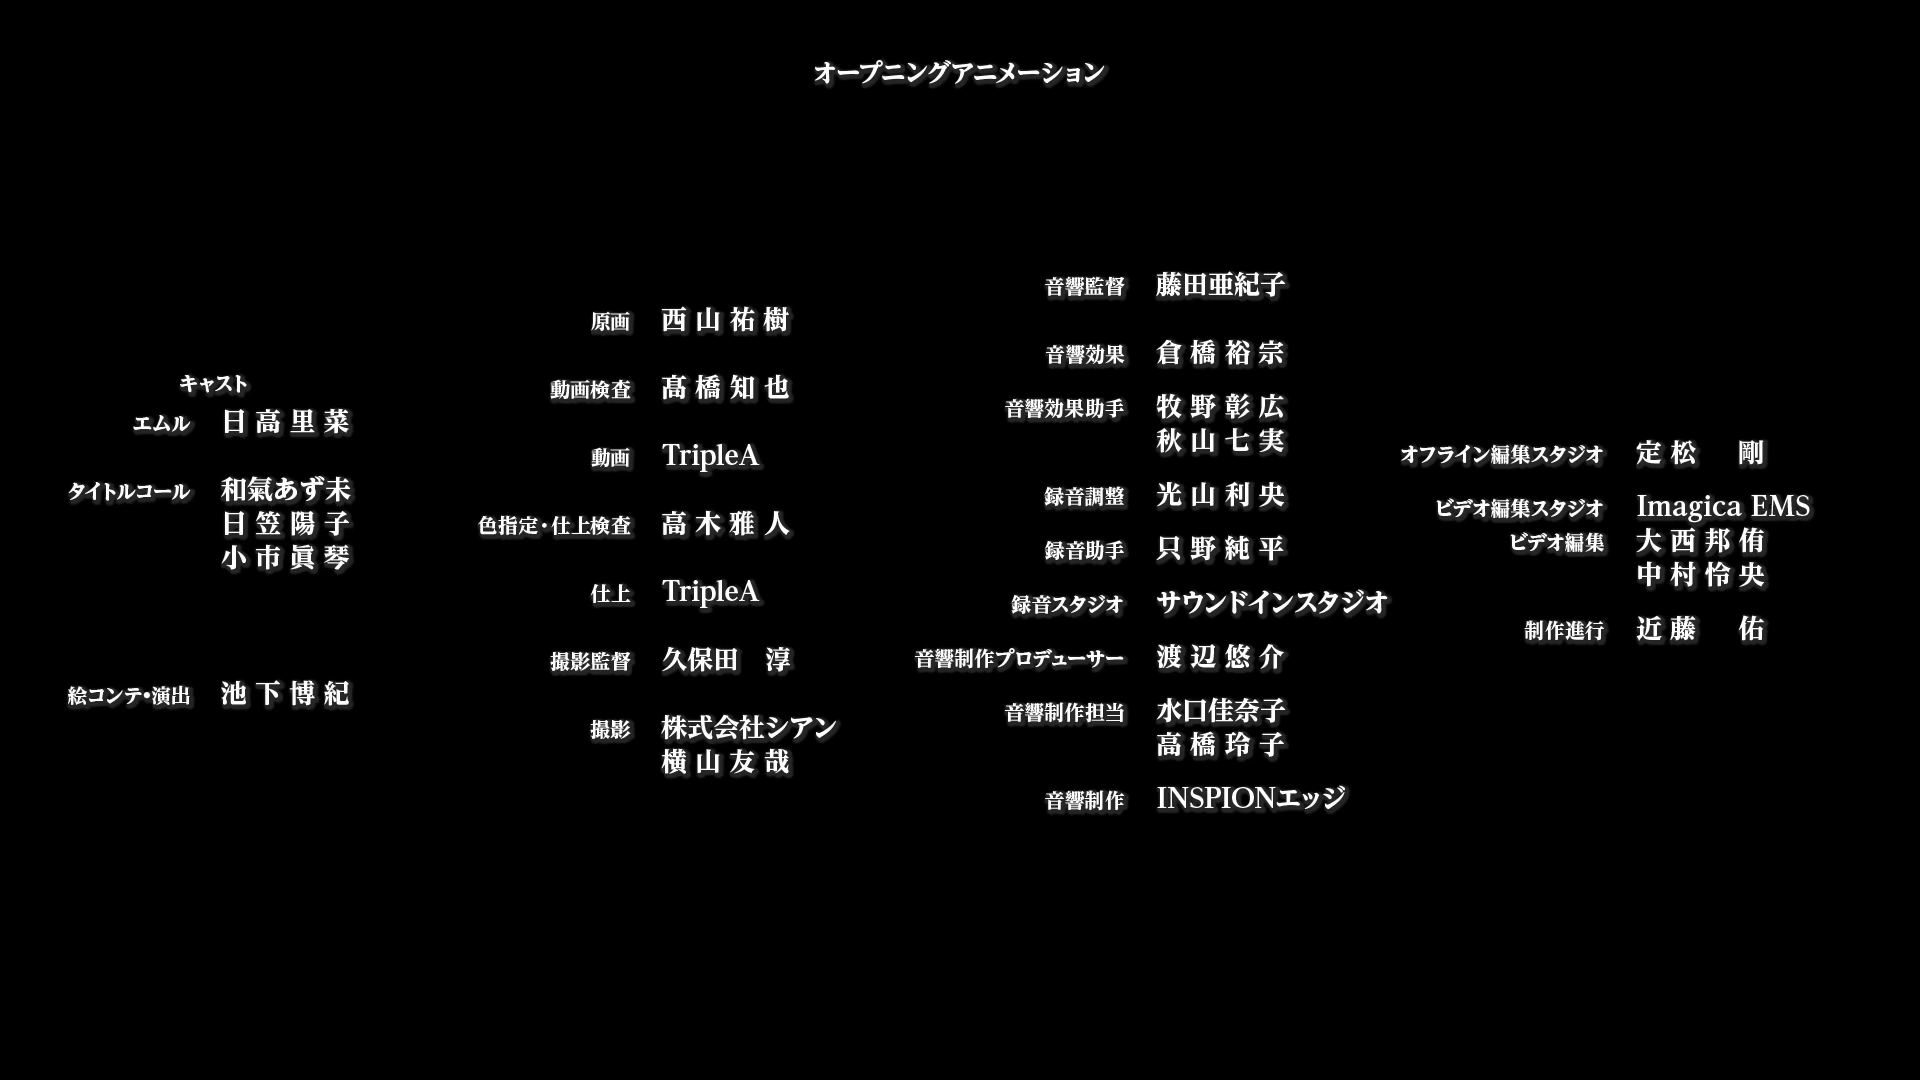 オープニングアニメーション
キャスト
エムル 日高里菜
タイトルコール 和氣あず未
日笠陽子
小市眞琴
絵コンテ・演出 池下博紀
原画 西山祐樹
動画検査 髙橋知也
動画 TripleA
色指定・仕上検査 高木雅人
仕上 TripleA
撮影監督 久保田 淳
撮影 株式会社シアン
横山友哉
音響監督 藤田亜紀子
音響効果 倉橋裕宗
音響効果助手 牧野彰広
秋山七実
録音調整 光山利央
録音助手 只野純平
録音スタジオ サウンドインスタジオ
音響制作プロデューサー 渡辺悠介
音響制作担当 水口佳奈子
高橋玲子
音響制作 INSPIONエッジ
オフライン編集スタジオ 定松 剛
ビデオ編集スタジオ Imagica EMS
ビデオ編集 大西邦侑
中村怜央
制作進行 近藤 佑